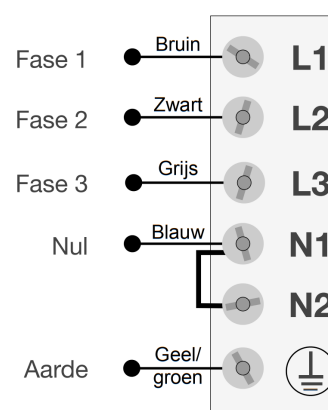 Fase 1 Bruin L1
Fase 2 Zwart L2
Fase 3 Grijs L3
Nul Blauw N1
N2
Aarde Geel/
groen